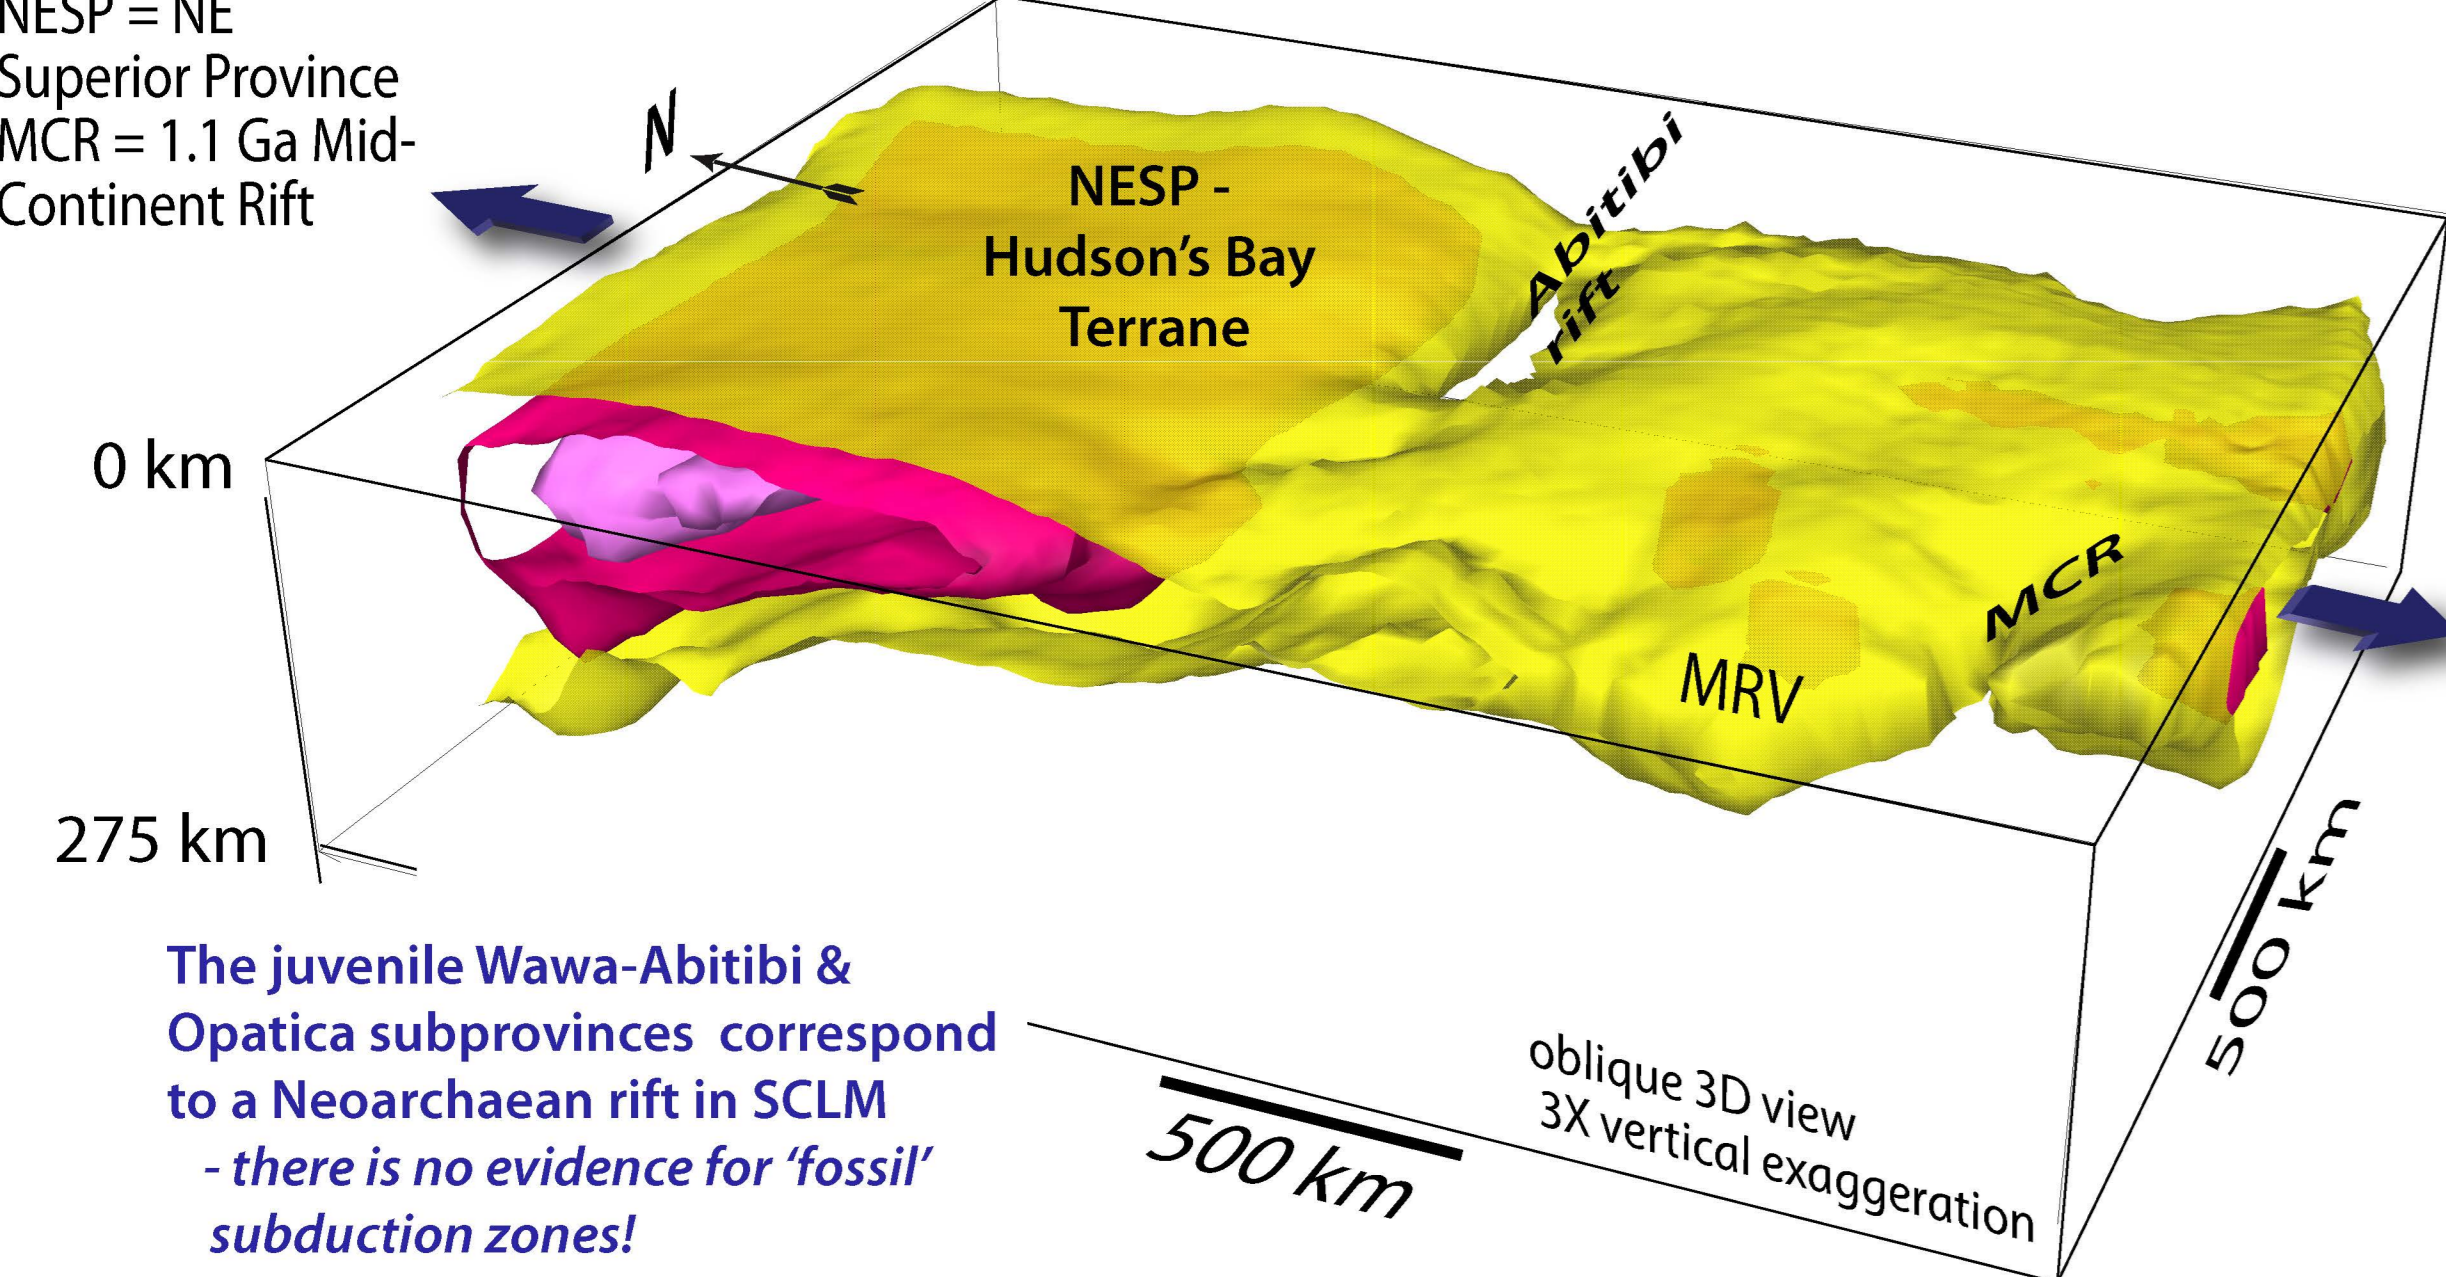 NESP = NE
Superior Province
MCR = 1.1 Ga Mid-
Continent Rift
N
NESP -
Hudson's Bay
Terrane
Abitibi
rift
0 km
MCR
MRV
275 km
500 km
The juvenile Wawa-Abitibi &
Opatica subprovinces correspond
to a Neoarchaean rift in SCLM
- there is no evidence for ‘fossil’
subduction zones!
500 km
oblique 3D view
3X vertical exaggeration